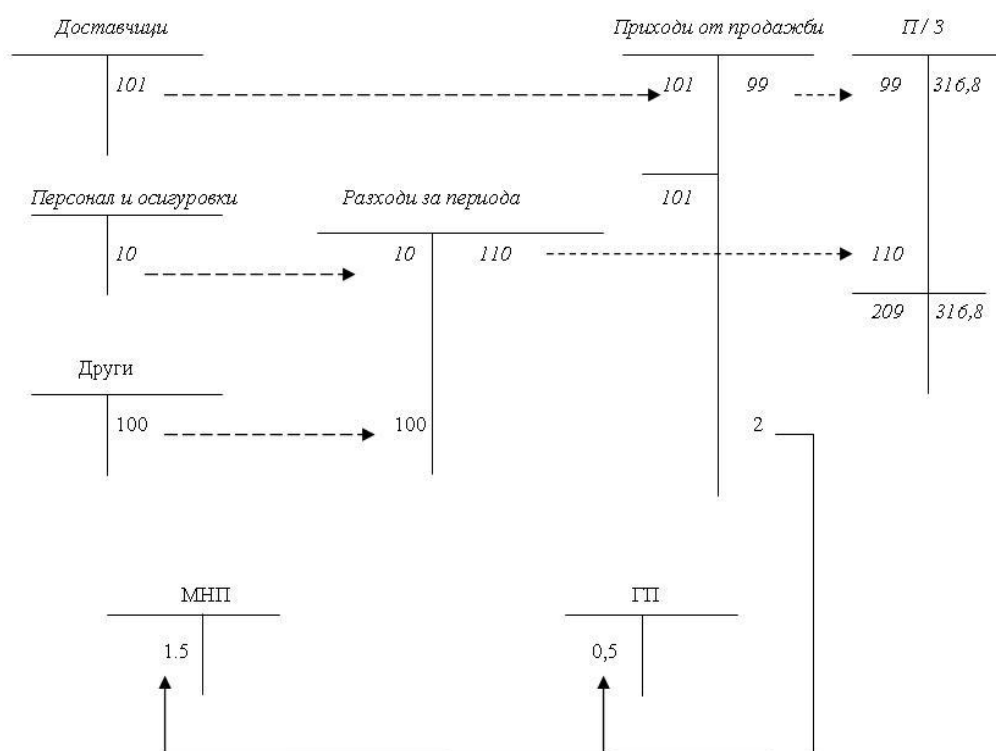 Доставчици
Приходи от продажби
П / З
101
101
99
99
316,8
Персонал и осигуровки
Разходи за периода
101
10
10
110
110
209
316,8
Други
100
100
2
МНП
ГП
1.5
0,5